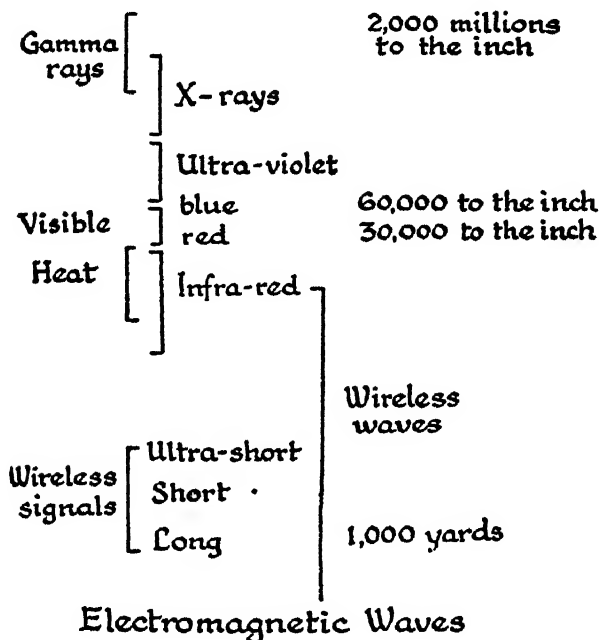 Gamma
rays
2,000 millions
to the inch
X-rays
Ultra-violet
Visible
blue
red
60,000 to the inch
30,000 to the inch
Heat
Infra-red
Wireless
waves
Wireless
signals
Ultra-short
Short
Long
1,000 yards
Electromagnetic Waves